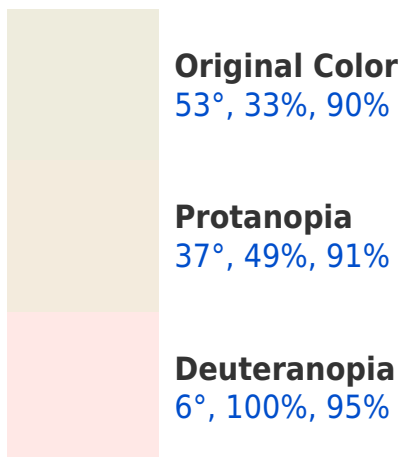 Original Color
53°, 33%, 90%
Protanopia
37°, 49%, 91%
Deuteranopia
6°, 100%, 95%